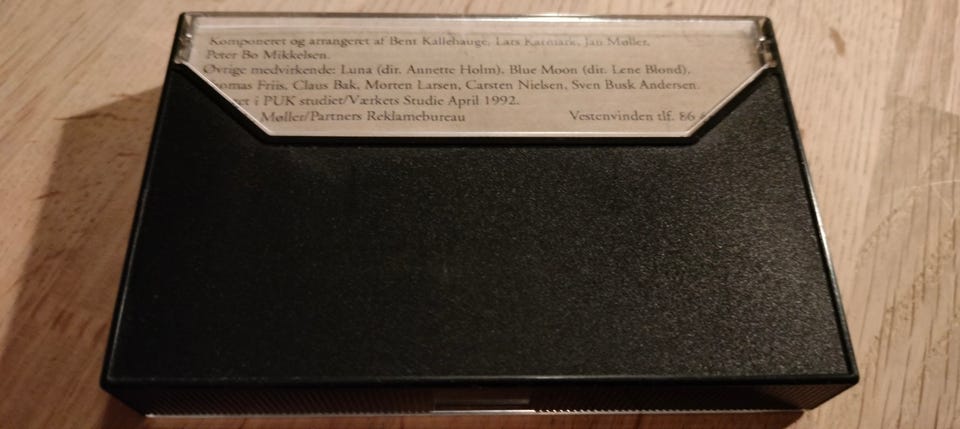 Komponeret og arrangeret af Bent Kallehauge, Lars Karmark, Jan Møller,
Peter Bo Mikkelsen.
Øvrige medvirkende: Luna (dir. Annette Holm), Blue Moon (dir. Lene Blond),
Friis, Claus Bak, Morten Larsen, Carsten Nielsen, Sven Busk Andersen.
i PUK studiet/Værkets Studie April 1992.
Møller/Partners Reklamebureau Vestenvinden tlf. 86